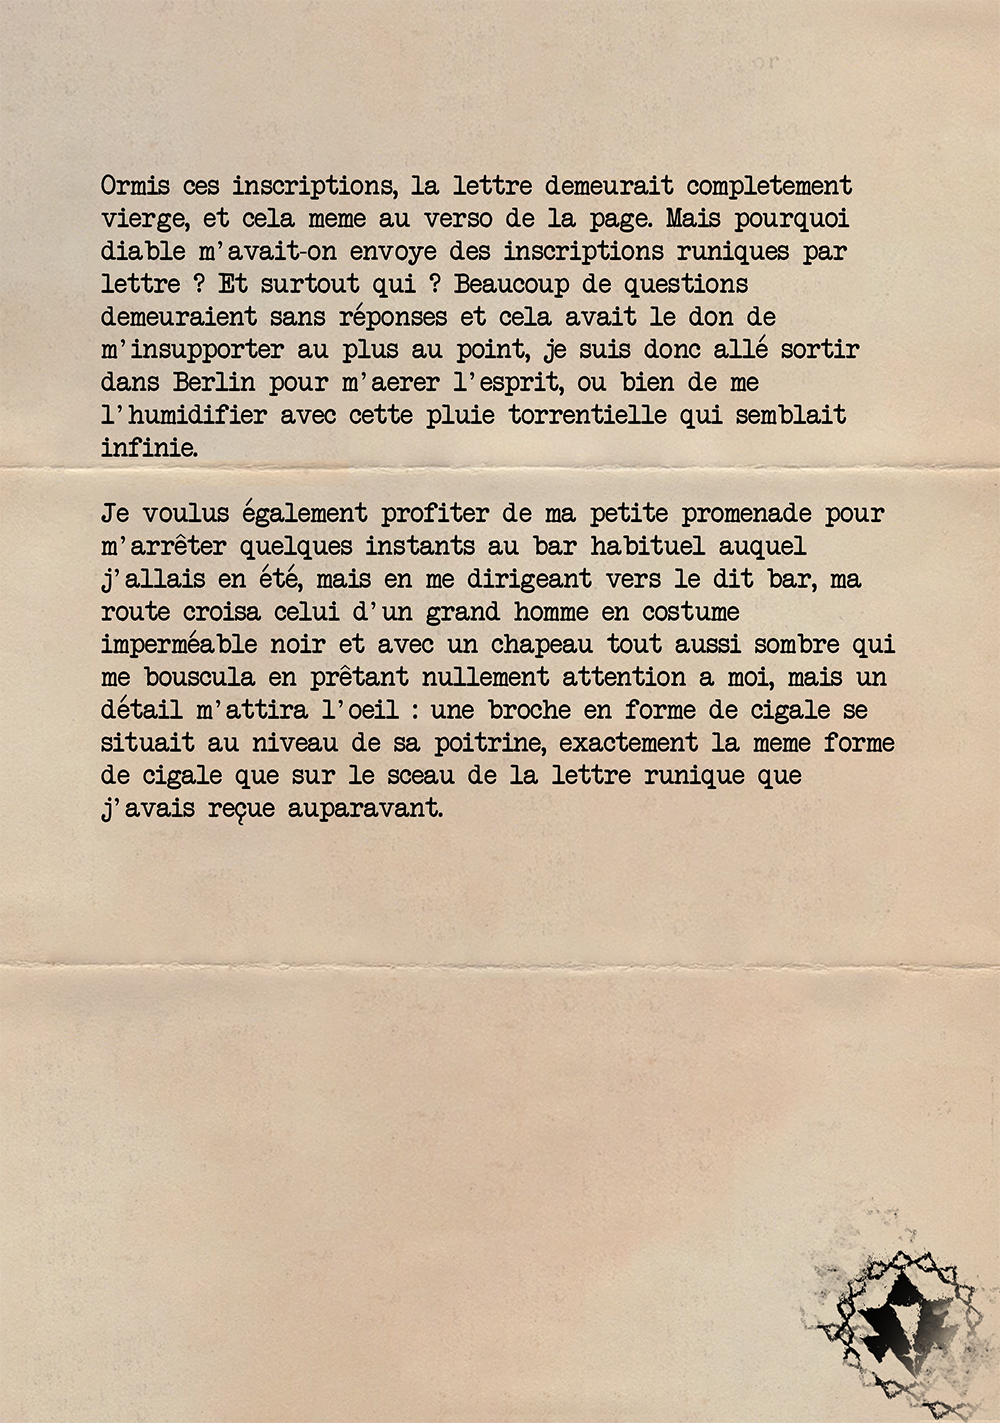 Ormis ces inscriptions, la lettre demeurait completement
vierge, et cela meme au verso de la page. Mais pourquoi
diable m'avait-on envoye des inscriptions runiques par
lettre ? Et surtout qui ? Beaucoup de questions
demeuraient sans réponses et cela avait le don de
m'insupporter au plus au point, je suis donc allé sortir
dans Berlin pour m'aerer l'esprit, ou bien de me
l'humidifier avec cette pluie torrentielle qui semblait
infinie.
Je voulus également profiter de ma petite promenade pour
m'arrêter quelques instants au bar habituel auquel
j'allais en été, mais en me dirigeant vers le dit bar, ma
route croisa celui d'un grand homme en costume
imperméable noir et avec un chapeau tout aussi sombre qui
me bouscula en prêtant nullement attention a moi, mais un
détail m'attira l'oeil : une broche en forme de cigale se
situait au niveau de sa poitrine, exactement la meme forme
de cigale que sur le sceau de la lettre runique que
j'avais reçue auparavant.